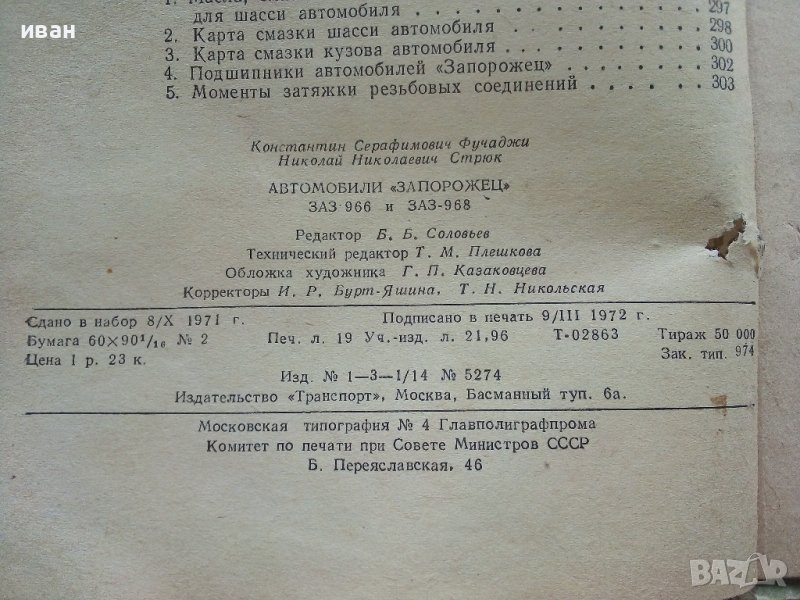 иван
1. Масла,
для шасси автомобиля . . . . . . . . . . . 297
2. Карта смазки шасси автомобиля . . . . . . . 298
3. Карта смазки кузова автомобиля . . . . . . . 300
4. Подшипники автомобилей «Запорожец» . . . . . . 302
5. Моменты затяжки резьбовых соединений . . . . . . 303
Константин Серафимович Фучаджи
Николай Николаевич Стрюк
АВТОМОБИЛИ «ЗАПОРОЖЕЦ»
ЗАЗ 966 и ЗАЗ-968
Редактор Б. Б. Соловьев
Технический редактор Т. М. Плешкова
Обложка художника Г. П. Казаковцева
Корректоры И. Р. Бурт-Яшина, Т. Н. Никольская
Сдано в набор 8/X 1971 г. Подписано в печать 9/III 1972 г.
Бумага 60×90 1/16 № 2 Печ. л. 19 Уч.-изд. л. 21,96 Т-02863 Тираж 50 000
Цена 1 р. 23 к. Зак. тип. 974
Изд. № 1—3—1/14 № 5274
Издательство «Транспорт», Москва, Басманный туп. 6а.
Московская типография № 4 Главполиграфпрома
Комитет по печати при Совете Министров СССР
Б. Переяславская, 46
BAZAR